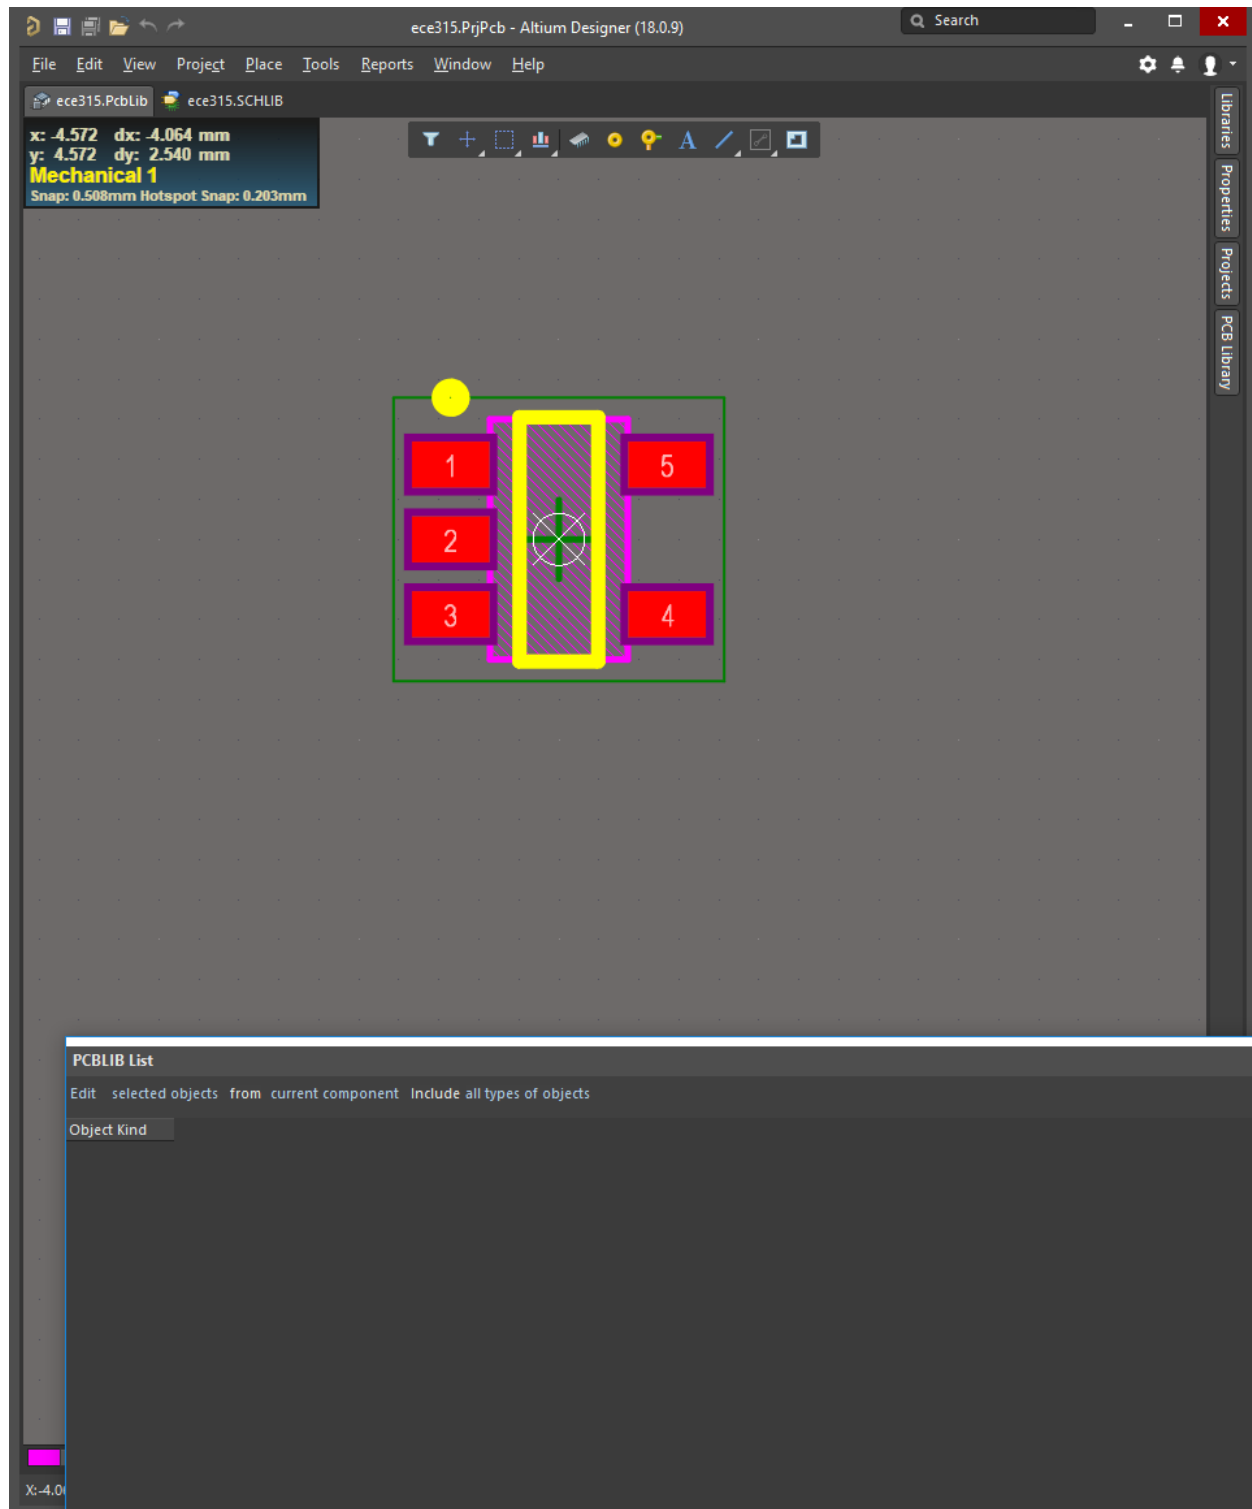 ece315.PrjPcb - Altium Designer (18.0.9)
Search
File Edit View Project Place Tools Reports Window Help
ece315.PcbLib ece315.SCHLIB
x: -4.572 dx: -4.064 mm
y: 4.572 dy: 2.540 mm
Mechanical 1
Snap: 0.508mm Hotspot Snap: 0.203mm
Libraries
Properties
Projects
PCB Library
1
5
2
3
4
PCBLIB List
Edit selected objects from current component Include all types of objects
Object Kind